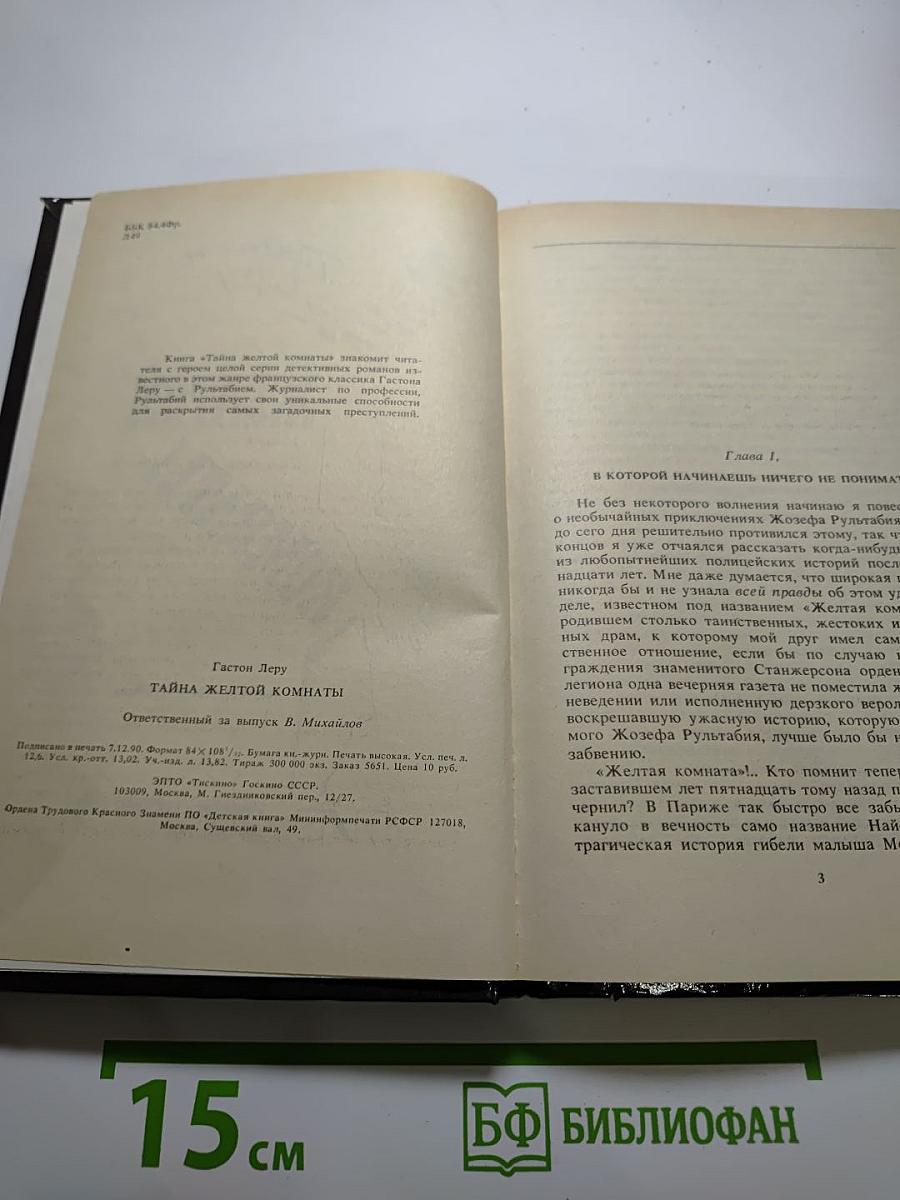 ББК 84.4Фр.
Л 49
Книга «Тайна желтой комнаты» знакомит чита-
теля с героем целой серии детективных романов из-
вестного в этом жанре французского классика Гастона
Леру — с Рультабием. Журналист по профессии,
Рультабий использует свои уникальные способности
для раскрытия самых загадочных преступлений.
Гастон Леру
ТАЙНА ЖЕЛТОЙ КОМНАТЫ
Ответственный за выпуск В. Михайлов
Подписано в печать 7.12.90. Формат 84×108¹/₃₂. Бумага кн.-журн. Печать высокая. Усл. печ. л.
12,6. Усл. кр.-отт. 13,02. Уч.-изд. л. 13,82. Тираж 300 000 экз. Заказ 5651. Цена 10 руб.
ЭПТО «Тискино» Госкино СССР.
103009, Москва, М. Гнездниковский пер., 12/27.
Ордена Трудового Красного Знамени ПО «Детская книга» Мининформпечати РСФСР 127018,
Москва, Сущевский вал, 49.
Глава 1,
В КОТОРОЙ НАЧИНАЕШЬ НИЧЕГО НЕ ПОНИМАТ
Не без некоторого волнения начинаю я повес
о необычайных приключениях Жозефа Рультабия
до сего дня решительно противился этому, так ч
концов я уже отчаялся рассказать когда-нибуд
из любопытнейших полицейских историй посл
надцати лет. Мне даже думается, что широкая
никогда бы и не узнала всей правды об этом уд
деле, известном под названием «Желтая ком
родившем столько таинственных, жестоких и
ных драм, к которому мой друг имел сам
ственное отношение, если бы по случаю
граждения знаменитого Станжерсона орден
легиона одна вечерняя газета не поместила ж
неведении или исполненную дерзкого верол
воскрешавшую ужасную историю, которую
мого Жозефа Рультабия, лучше было бы н
забвению.
«Желтая комната»!.. Кто помнит тепер
заставившем лет пятнадцать тому назад п
чернил? В Париже так быстро все забы
кануло в вечность само название Най
трагическая история гибели малыша М
3
15 см
БФ БИБЛИОФАН